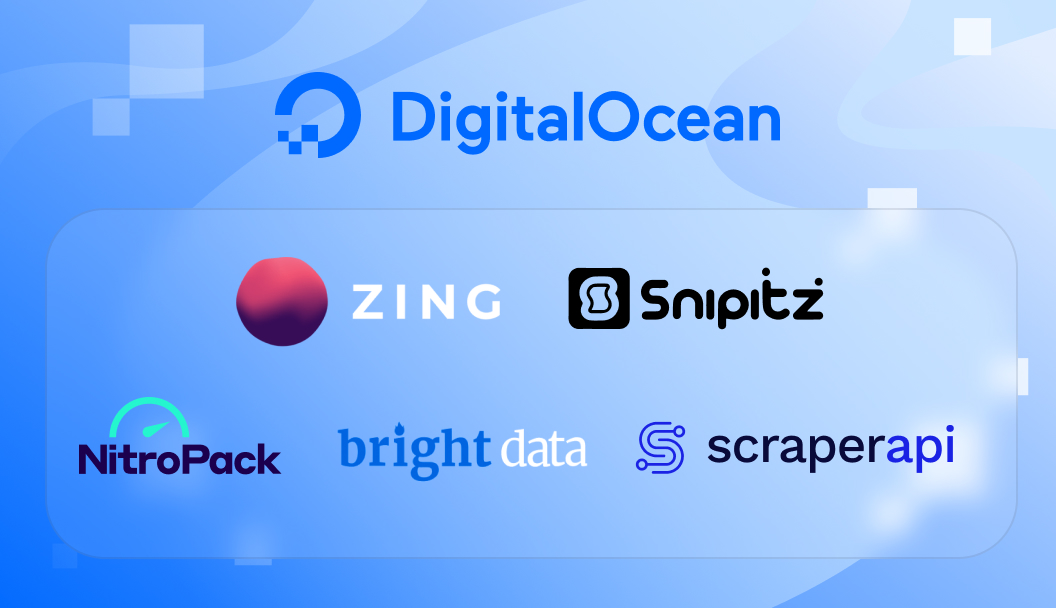 DigitalOcean
ZING
Snipitz
NitroPack
bright data
scraperapi